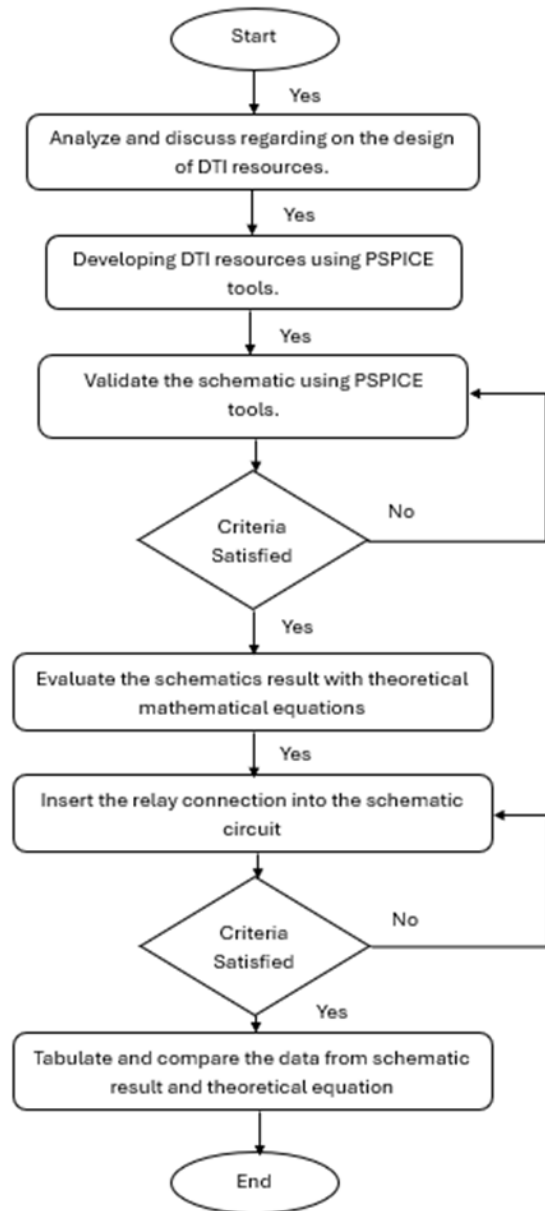 Start
Yes
Analyze and discuss regarding on the design
of DTI resources.
Yes
Developing DTI resources using PSPICE
tools.
Yes
Validate the schematic using PSPICE
tools.
No
Criteria
Satisfied
Yes
Evaluate the schematics result with theoretical
mathematical equations
Yes
Insert the relay connection into the schematic
circuit
No
Criteria
Satisfied
Yes
Tabulate and compare the data from schematic
result and theoretical equation
End